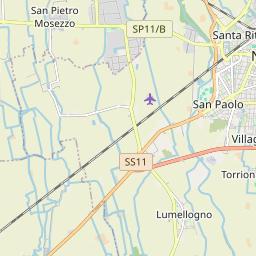 San Pietro
Mosezzo
SP11/B
Santa Rit
N
San Paolo
Villag
SS11
Torrion
Lumellogno